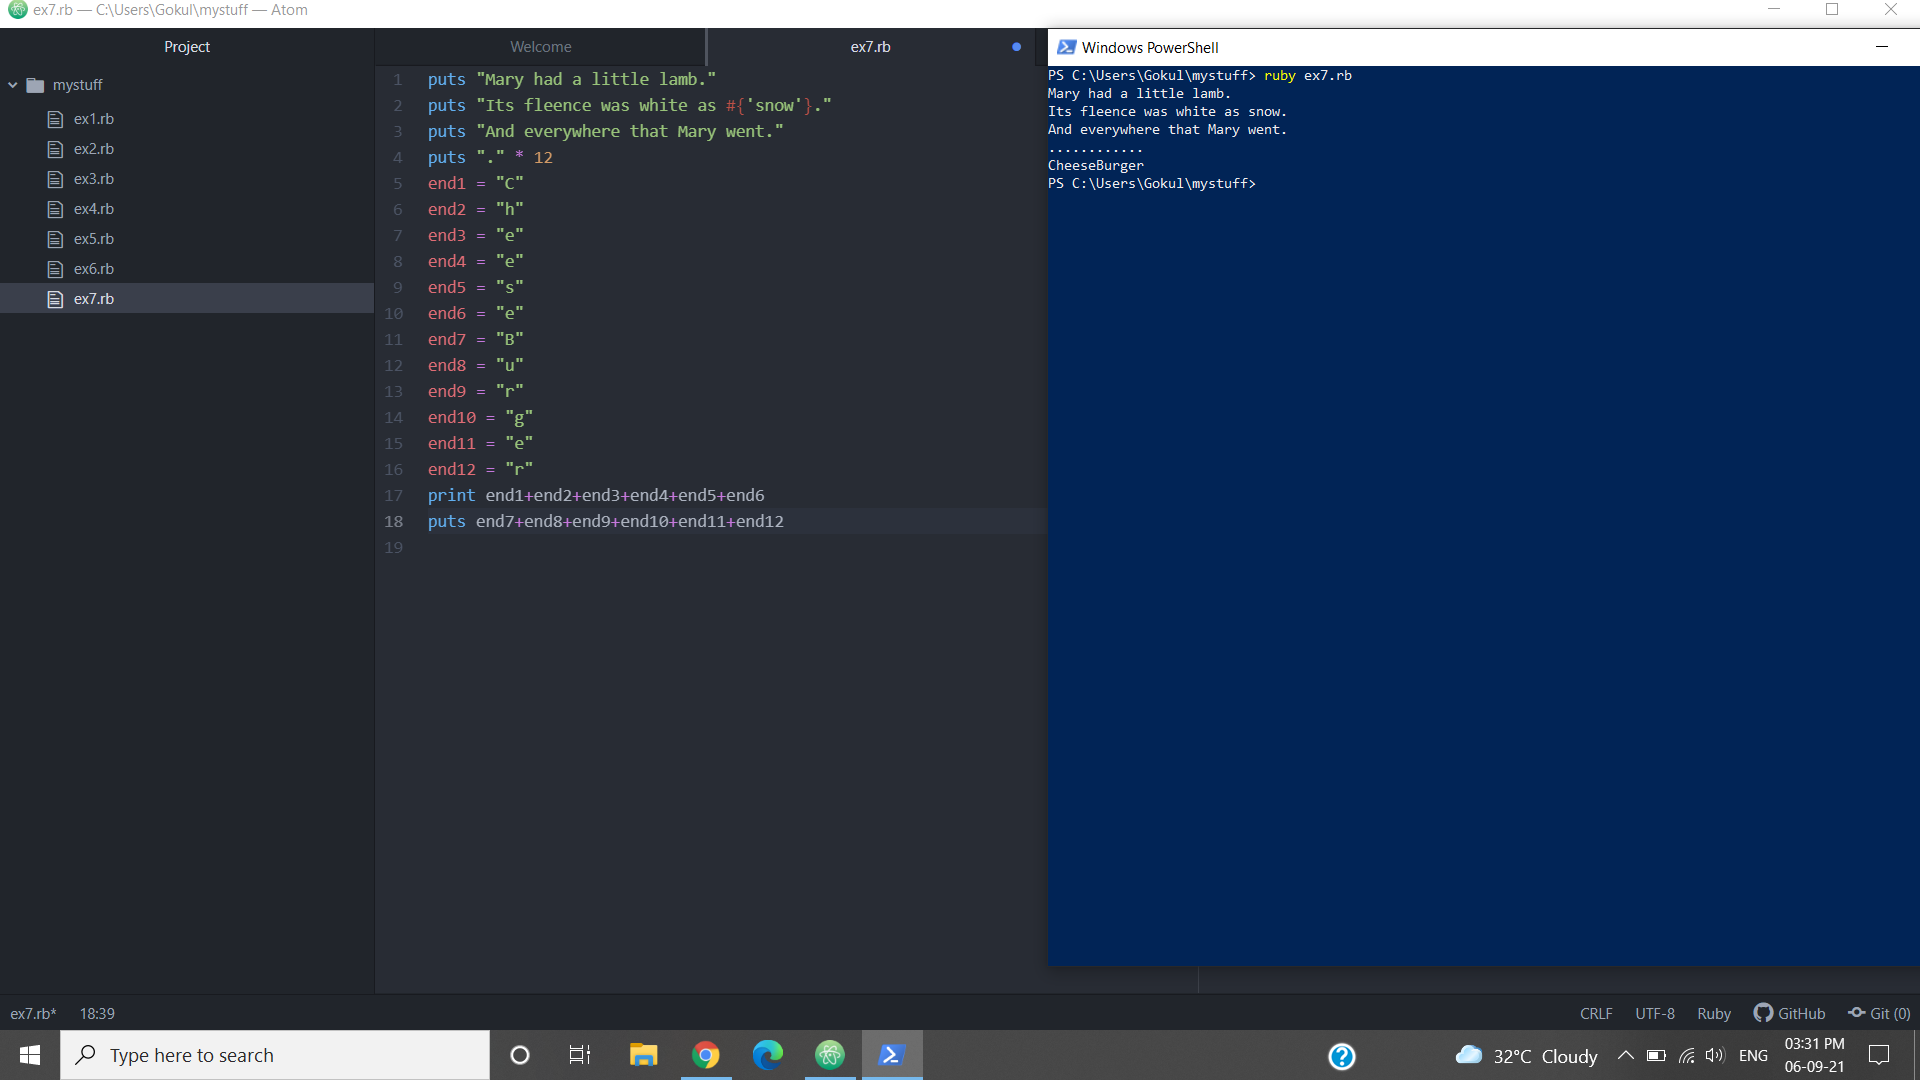 ex7.rb — C:\Users\Gokul\mystuff — Atom
Project
mystuff
ex1.rb
ex2.rb
ex3.rb
ex4.rb
ex5.rb
ex6.rb
ex7.rb
Welcome
ex7.rb
1 puts "Mary had a little lamb."
2 puts "Its fleence was white as #{'snow'}."
3 puts "And everywhere that Mary went."
4 puts "." * 12
5 end1 = "C"
6 end2 = "h"
7 end3 = "e"
8 end4 = "e"
9 end5 = "s"
10 end6 = "e"
11 end7 = "B"
12 end8 = "u"
13 end9 = "r"
14 end10 = "g"
15 end11 = "e"
16 end12 = "r"
17 print end1+end2+end3+end4+end5+end6
18 puts end7+end8+end9+end10+end11+end12
19
Windows PowerShell
PS C:\Users\Gokul\mystuff> ruby ex7.rb
Mary had a little lamb.
Its fleence was white as snow.
And everywhere that Mary went.
............
CheeseBurger
PS C:\Users\Gokul\mystuff>
ex7.rb* 18:39
CRLF UTF-8 Ruby GitHub Git (0)
Type here to search
32°C Cloudy
ENG
03:31 PM
06-09-21